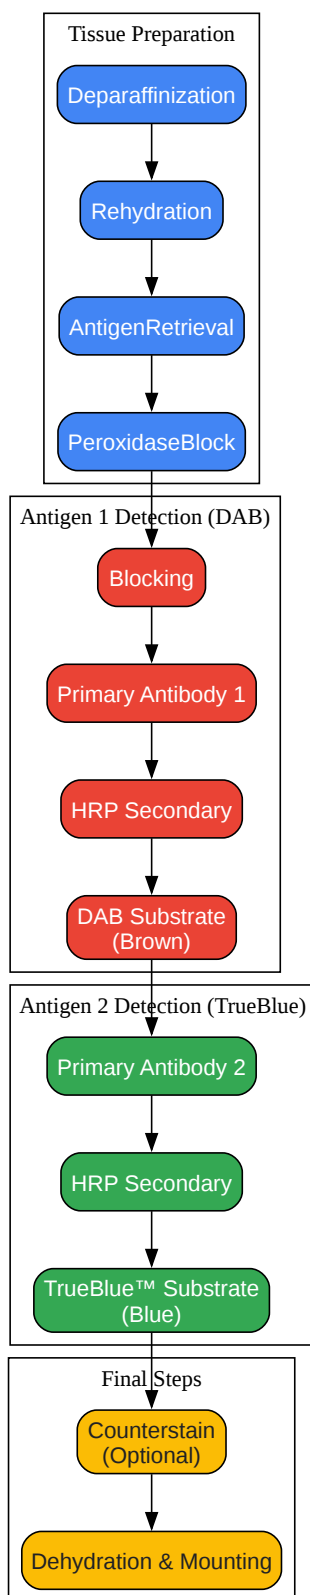 Tissue Preparation
Deparaffinization
Rehydration
AntigenRetrieval
PeroxidaseBlock
Antigen 1 Detection (DAB)
Blocking
Primary Antibody 1
HRP Secondary
DAB Substrate
(Brown)
Antigen 2 Detection (TrueBlue)
Primary Antibody 2
HRP Secondary
TrueBlue™ Substrate
(Blue)
Final Steps
Counterstain
(Optional)
Dehydration & Mounting